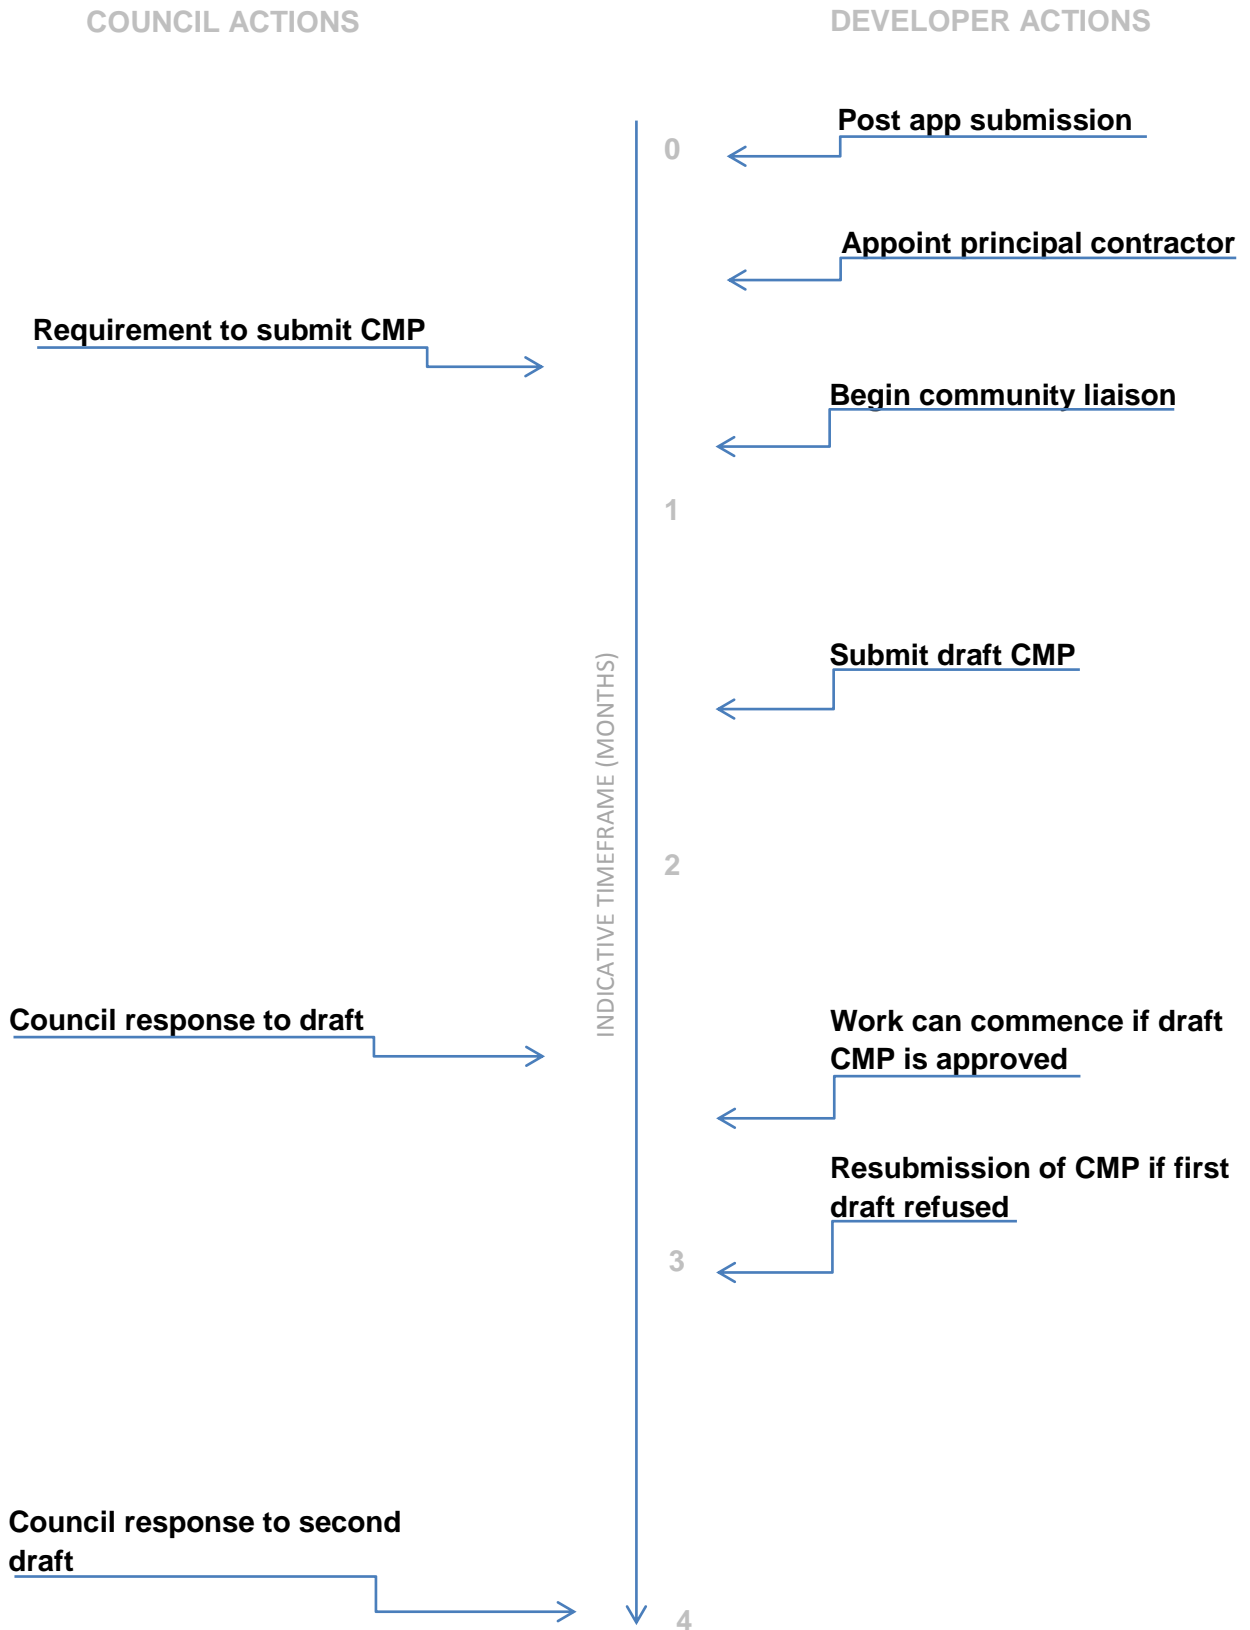 COUNCIL ACTIONS
DEVELOPER ACTIONS
Post app submission
0
Appoint principal contractor
Requirement to submit CMP
Begin community liaison
1
Submit draft CMP
INDICATIVE TIMEFRAME (MONTHS)
2
Council response to draft
Work can commence if draft
CMP is approved
Resubmission of CMP if first
draft refused
3
Council response to second
draft
4